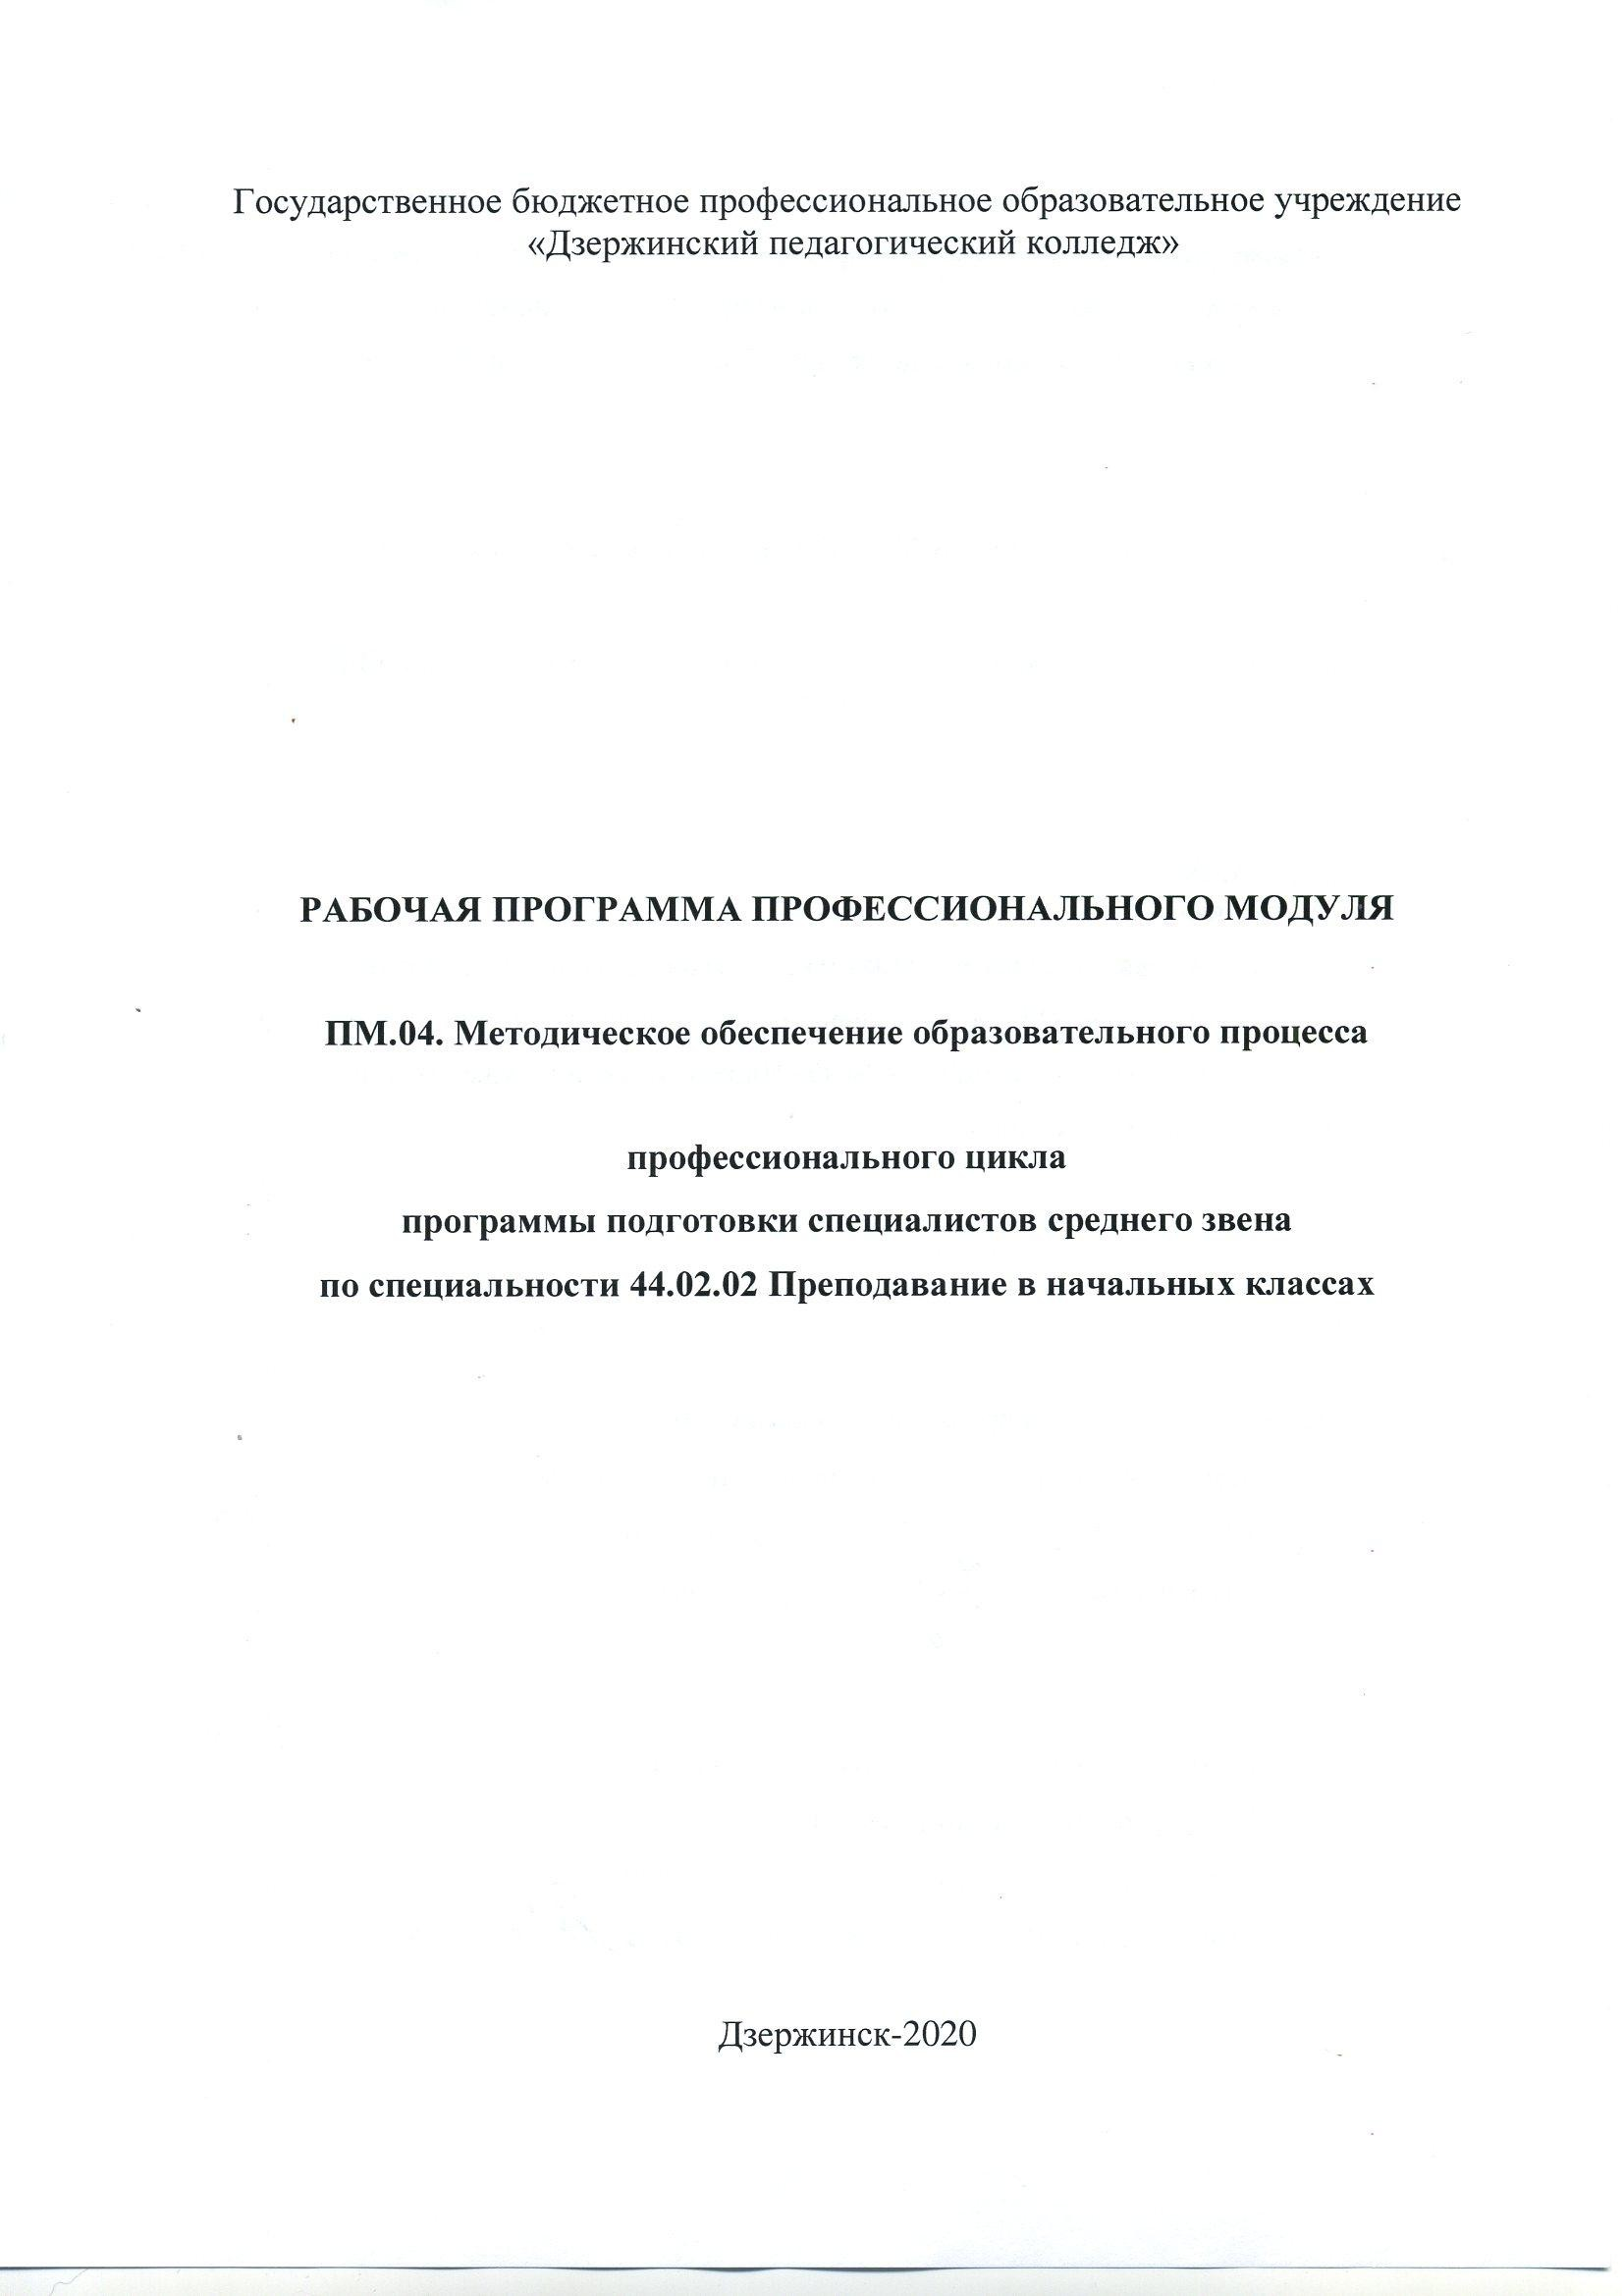 Государственное бюджетное профессиональное образовательное учреждение
«Дзержинский педагогический колледж»
РАБОЧАЯ ПРОГРАММА ПРОФЕССИОНАЛЬНОГО МОДУЛЯ
ПМ.04. Методическое обеспечение образовательного процесса
профессионального цикла
программы подготовки специалистов среднего звена
по специальности 44.02.02 Преподавание в начальных классах
Дзержинск-2020